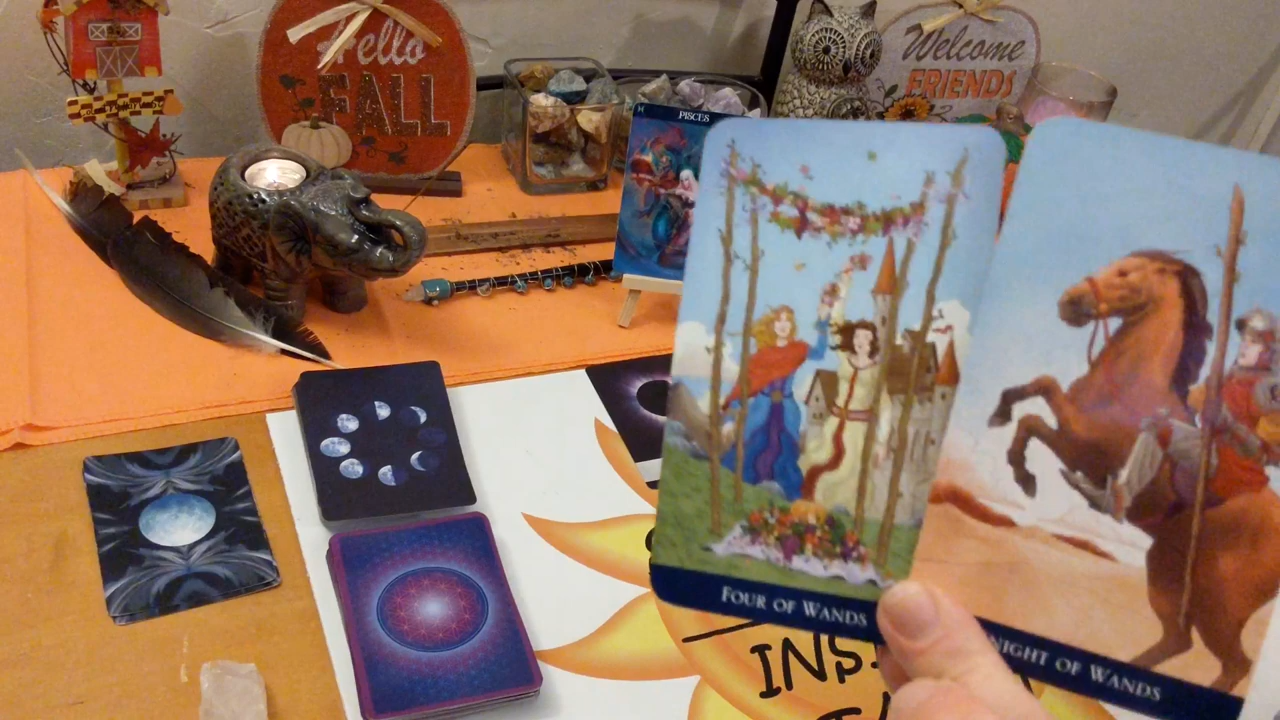 Hello
FALL
Welcome
FRIENDS
PISCES
FOUR OF WANDS
NIGHT OF WANDS
INS